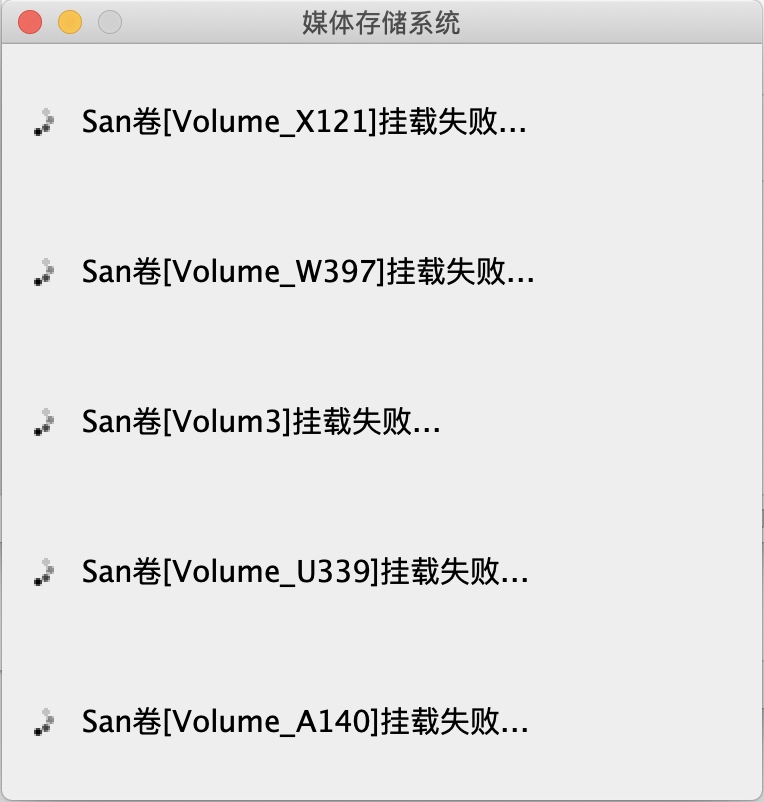 媒体存储系统
San卷[Volume_X121]挂载失败...
San卷[Volume_W397]挂载失败...
San卷[Volum3]挂载失败...
San卷[Volume_U339]挂载失败...
San卷[Volume_A140]挂载失败...